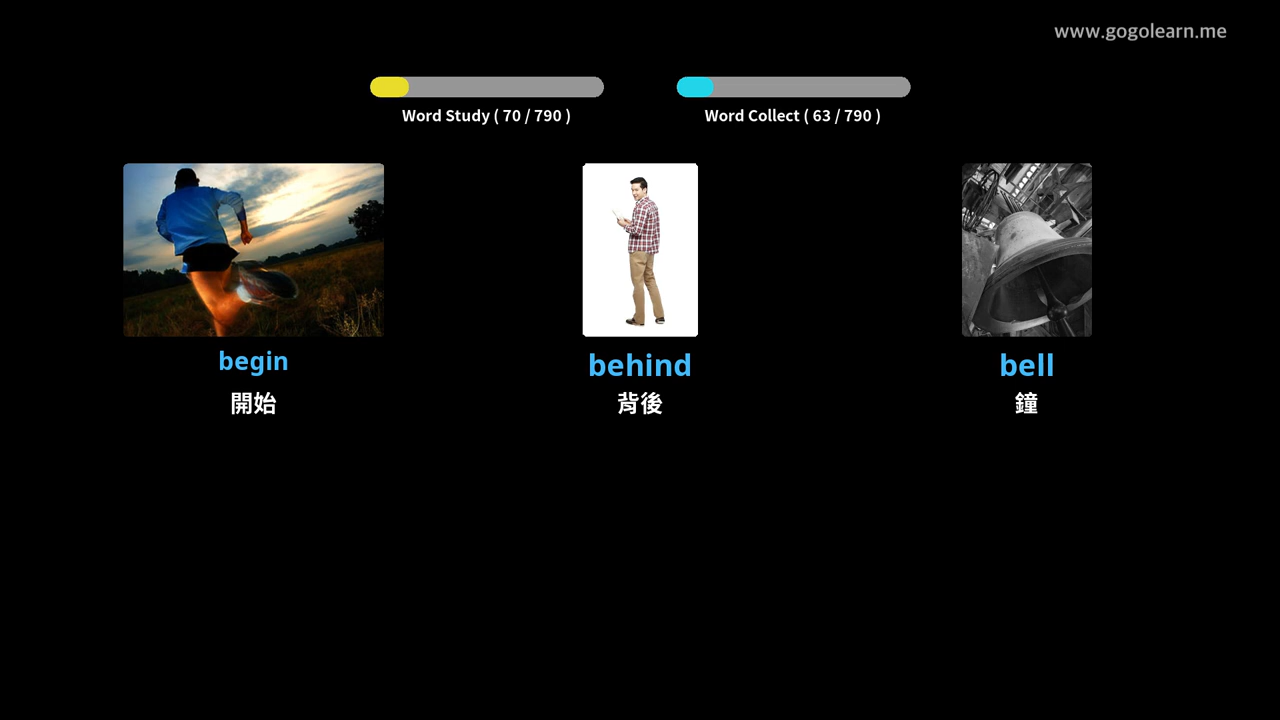 www.gogolearn.me
Word Study ( 70 / 790 )
Word Collect ( 63 / 790 )
begin
behind
bell
開始
背後
鐘